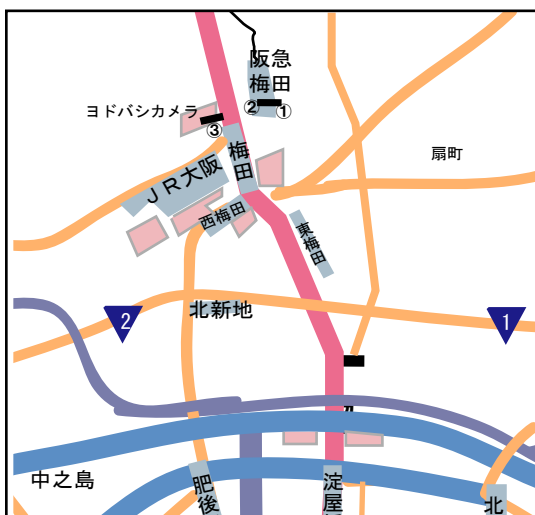 阪急
梅田
② ①
ヨドバシカメラ
③
梅田
扇町
JR大阪
西梅田
東梅田
北新地
2
1
中之島
肥後
淀屋
北